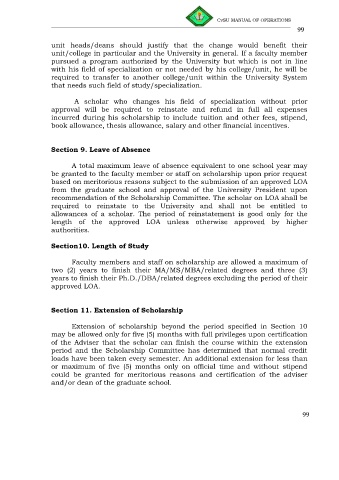 CvSU MANUAL OF OPERATIONS
99
unit heads/deans should justify that the change would benefit their
unit/college in particular and the University in general. If a faculty member
pursued a program authorized by the University but which is not in line
with his field of specialization or not needed by his college/unit, he will be
required to transfer to another college/unit within the University System
that needs such field of study/specialization.
A scholar who changes his field of specialization without prior
approval will be required to reinstate and refund in full all expenses
incurred during his scholarship to include tuition and other fees, stipend,
book allowance, thesis allowance, salary and other financial incentives.
Section 9. Leave of Absence
A total maximum leave of absence equivalent to one school year may
be granted to the faculty member or staff on scholarship upon prior request
based on meritorious reasons subject to the submission of an approved LOA
from the graduate school and approval of the University President upon
recommendation of the Scholarship Committee. The scholar on LOA shall be
required to reinstate to the University and shall not be entitled to
allowances of a scholar. The period of reinstatement is good only for the
length of the approved LOA unless otherwise approved by higher
authorities.
Section10. Length of Study
Faculty members and staff on scholarship are allowed a maximum of
two (2) years to finish their MA/MS/MBA/related degrees and three (3)
years to finish their Ph.D./DBA/related degrees excluding the period of their
approved LOA.
Section 11. Extension of Scholarship
Extension of scholarship beyond the period specified in Section 10
may be allowed only for five (5) months with full privileges upon certification
of the Adviser that the scholar can finish the course within the extension
period and the Scholarship Committee has determined that normal credit
loads have been taken every semester. An additional extension for less than
or maximum of five (5) months only on official time and without stipend
could be granted for meritorious reasons and certification of the adviser
and/or dean of the graduate school.
99